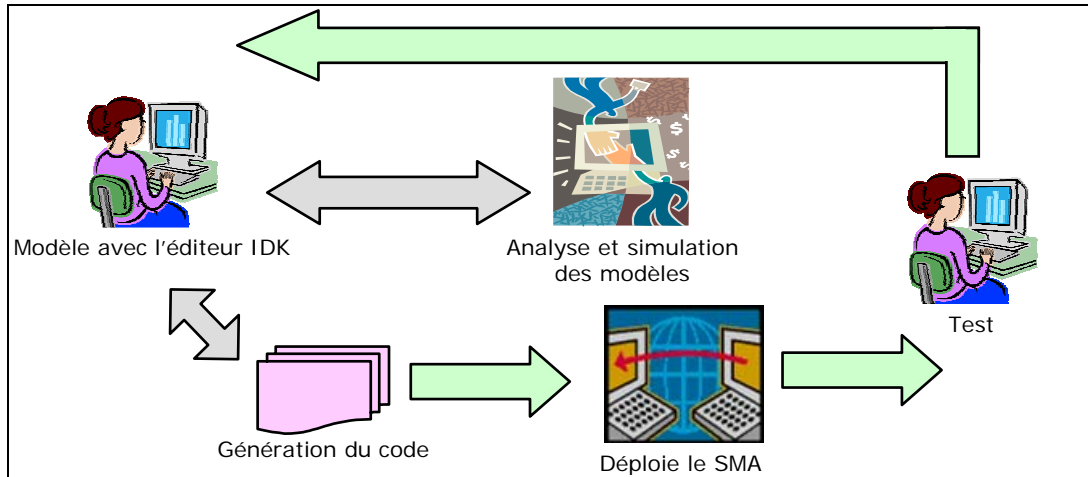 Modèle avec l'éditeur IDK
Analyse et simulation
des modèles
Test
Génération du code
Déploie le SMA